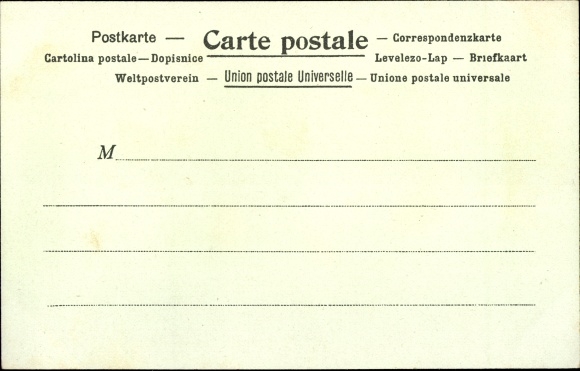 Postkarte — Carte postale — Correspondenzkarte
Cartolina postale — Dopisnice Levelezo-Lap — Briefkaart
Weltpostverein — Union postale Universelle — Unione postale universale
M